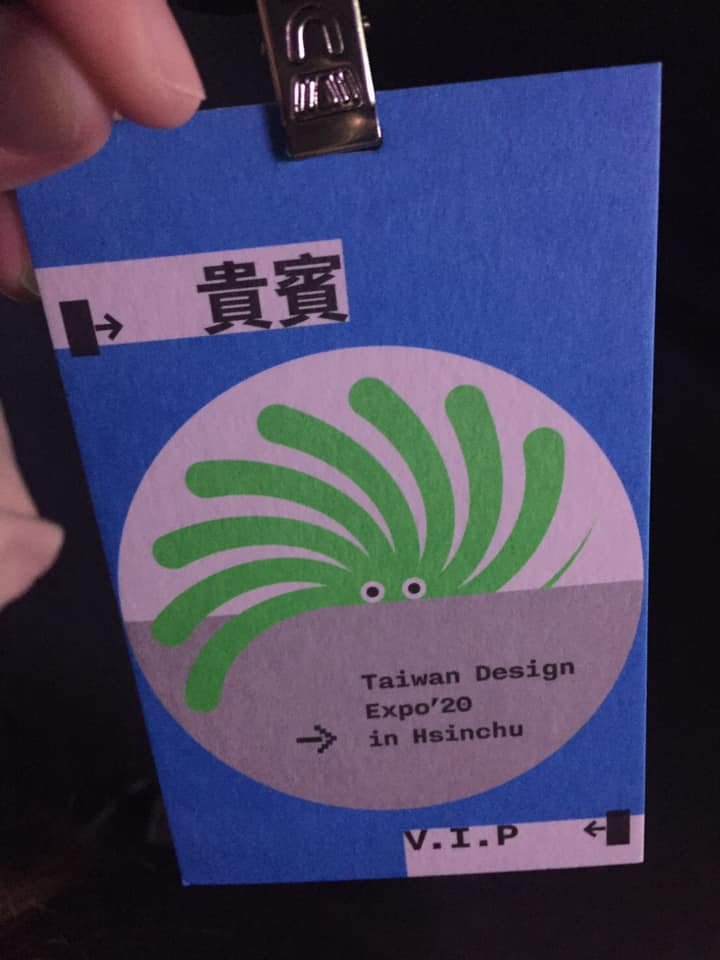 貴賓
Taiwan Design
Expo'20
in Hsinchu
V.I.P